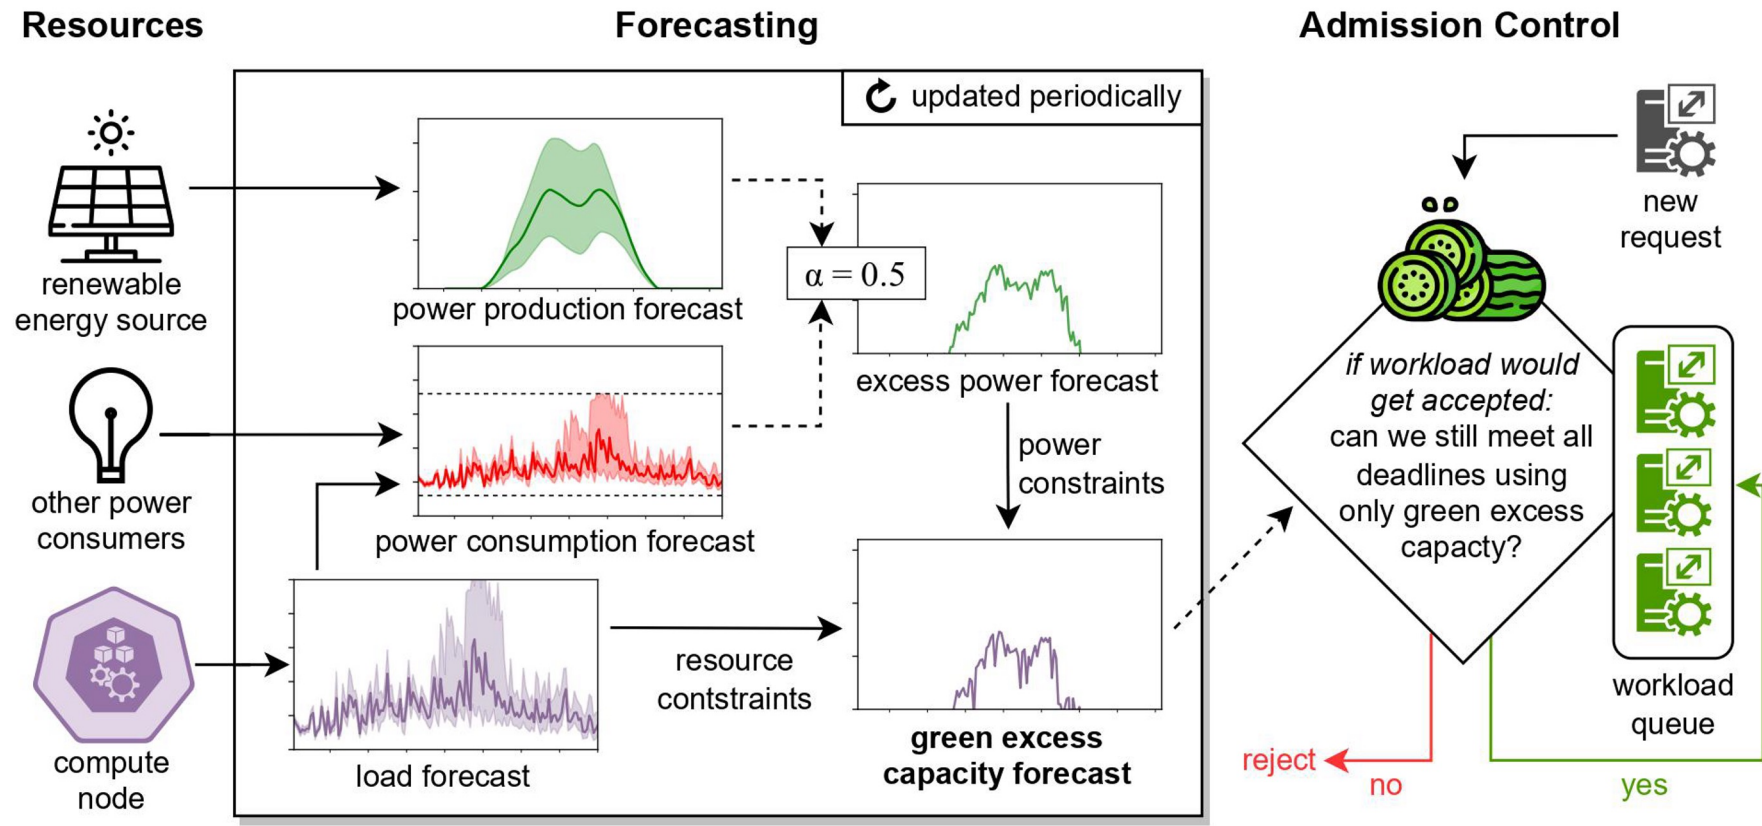 Resources
Forecasting
Admission Control
updated periodically
renewable
energy source
power production forecast
α = 0.5
excess power forecast
other power
consumers
power consumption forecast
power
constraints
compute
node
load forecast
resource
contstraints
green excess
capacity forecast
new
request
if workload would
get accepted:
can we still meet all
deadlines using
only green excess
capacty?
workload
queue
reject
no
yes